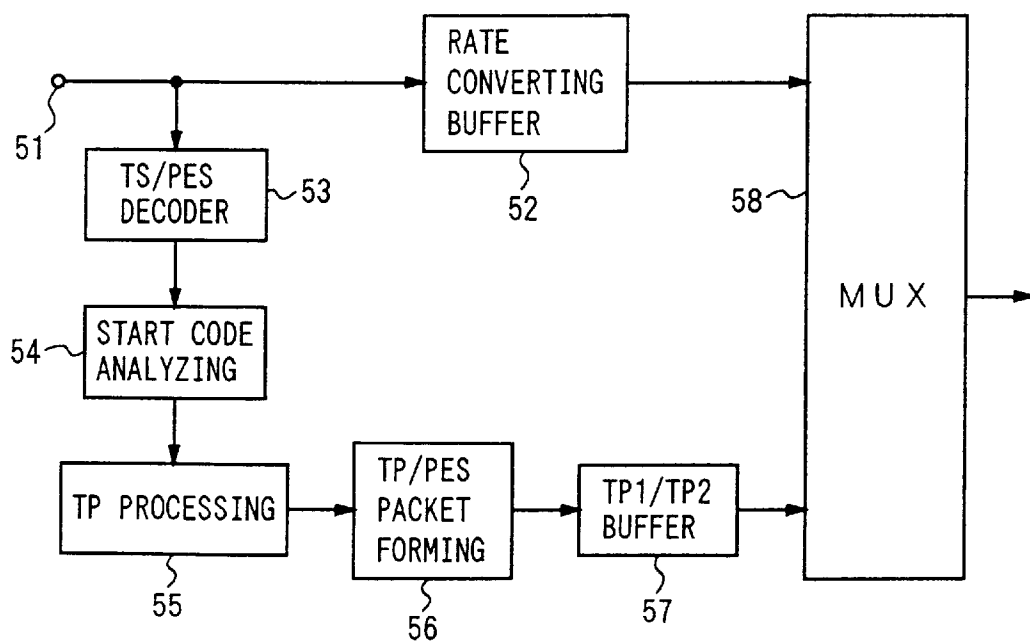 RATE
CONVERTING
BUFFER
51
52
TS/PES
DECODER
53
58
MUX
54
START CODE
ANALYZING
TP PROCESSING
55
TP/PES
PACKET
FORMING
56
TP1/TP2
BUFFER
57